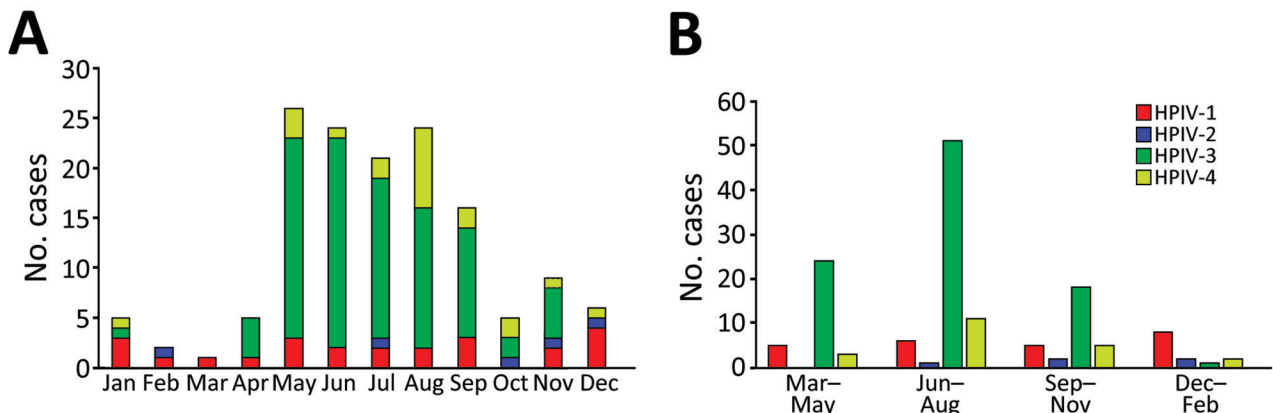 A
No. cases
30
25
20
15
10
5
0
Jan Feb Mar Apr May Jun Jul Aug Sep Oct Nov Dec
B
No. cases
60
50
40
30
20
10
0
HPIV-1
HPIV-2
HPIV-3
HPIV-4
Mar–
May
Jun–
Aug
Sep–
Nov
Dec–
Feb